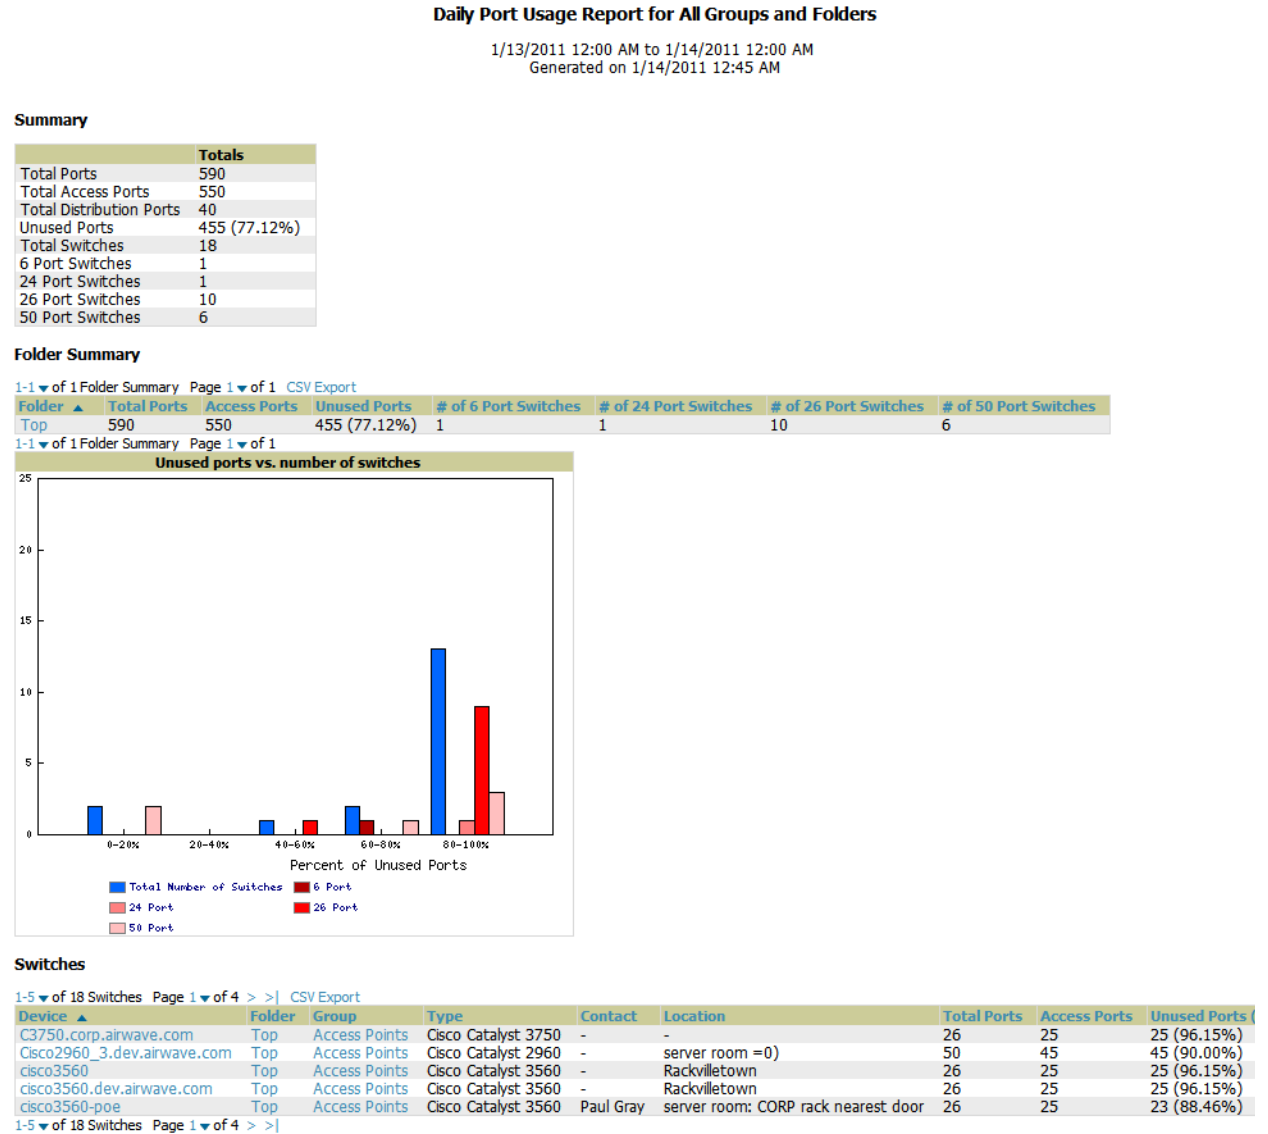 Daily Port Usage Report for All Groups and Folders
1/13/2011 12:00 AM to 1/14/2011 12:00 AM
Generated on 1/14/2011 12:45 AM
Summary
Totals
Total Ports 590
Total Access Ports 550
Total Distribution Ports 40
Unused Ports 455 (77.12%)
Total Switches 18
6 Port Switches 1
24 Port Switches 1
26 Port Switches 10
50 Port Switches 6
Folder Summary
1-1 ▼ of 1 Folder Summary Page 1 ▼ of 1 CSV Export
Folder ▲ Total Ports Access Ports Unused Ports # of 6 Port Switches # of 24 Port Switches # of 26 Port Switches # of 50 Port Switches
Top 590 550 455 (77.12%) 1 1 10 6
1-1 ▼ of 1 Folder Summary Page 1 ▼ of 1
Unused ports vs. number of switches
25
20
15
10
5
0
0-20% 20-40% 40-60% 60-80% 80-100%
Percent of Unused Ports
Total Number of Switches 6 Port
24 Port 26 Port
50 Port
Switches
1-5 ▼ of 18 Switches Page 1 ▼ of 4 > >| CSV Export
Device ▲ Folder Group Type Contact Location Total Ports Access Ports Unused Ports (
C3750.corp.airwave.com Top Access Points Cisco Catalyst 3750 - - 26 25 25 (96.15%)
Cisco2960_3.dev.airwave.com Top Access Points Cisco Catalyst 2960 - server room =0) 50 45 45 (90.00%)
cisco3560 Top Access Points Cisco Catalyst 3560 - Rackvilletown 26 25 25 (96.15%)
cisco3560.dev.airwave.com Top Access Points Cisco Catalyst 3560 - Rackvilletown 26 25 25 (96.15%)
cisco3560-poe Top Access Points Cisco Catalyst 3560 Paul Gray server room: CORP rack nearest door 26 25 23 (88.46%)
1-5 ▼ of 18 Switches Page 1 ▼ of 4 > >|